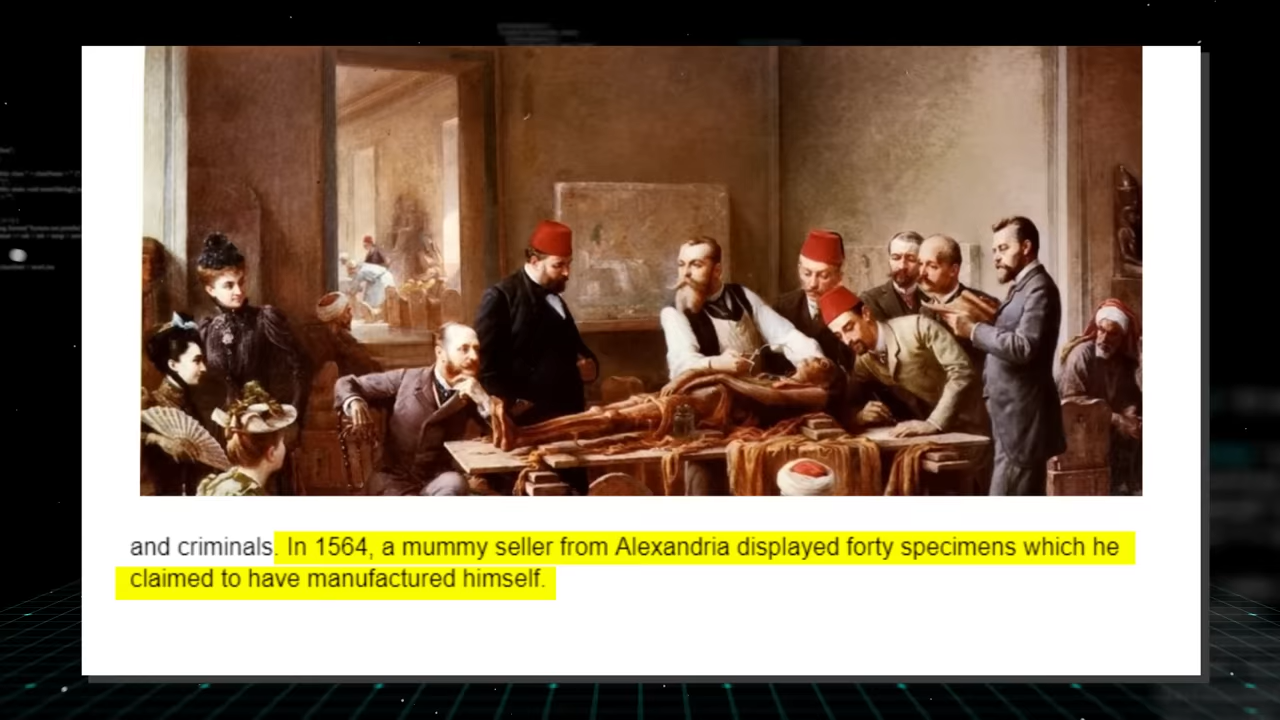 and criminals. In 1564, a mummy seller from Alexandria displayed forty specimens which he
claimed to have manufactured himself.